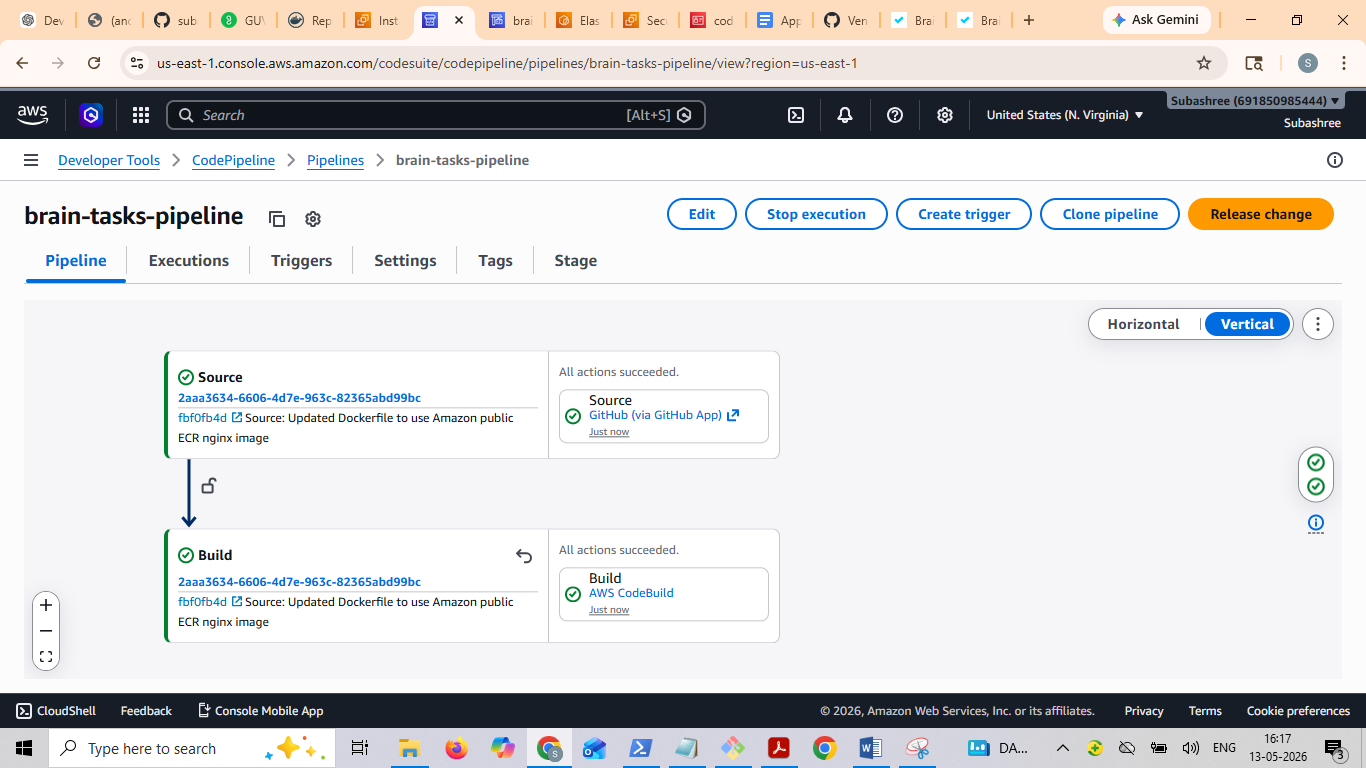 Dev
(anc
sub
GUV
Rep
Inst
brai
Elas
Secu
cod
App
Ven
Brai
Brai
Ask Gemini
us-east-1.console.aws.amazon.com/codesuite/codepipeline/pipelines/brain-tasks-pipeline/view?region=us-east-1
S
aws
Search
[Alt+S]
United States (N. Virginia)
Subashree (691850985444)
Subashree
Developer Tools
CodePipeline
Pipelines
brain-tasks-pipeline
brain-tasks-pipeline
Edit
Stop execution
Create trigger
Clone pipeline
Release change
Pipeline
Executions
Triggers
Settings
Tags
Stage
Horizontal
Vertical
Source
2aaa3634-6606-4d7e-963c-82365abd99bc
fbf0fb4d Source: Updated Dockerfile to use Amazon public
ECR nginx image
All actions succeeded.
Source
GitHub (via GitHub App)
Just now
Build
2aaa3634-6606-4d7e-963c-82365abd99bc
fbf0fb4d Source: Updated Dockerfile to use Amazon public
ECR nginx image
All actions succeeded.
Build
AWS CodeBuild
Just now
CloudShell
Feedback
Console Mobile App
© 2026, Amazon Web Services, Inc. or its affiliates.
Privacy
Terms
Cookie preferences
Type here to search
DA...
ENG
16:17
13-05-2026
3